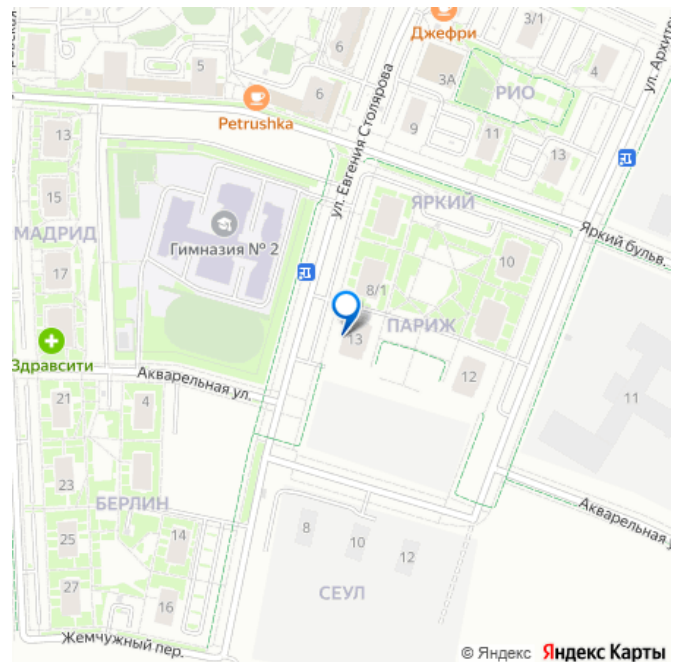 Джефри
3/1
6
5
4
3А
6
РИО
ул. Архите
Petrushka
ул. Евгения Столярова
9
11
13
13
15
МАДРИД
17
Гимназия № 2
ЯРКИЙ
Яркий бульв.
10
8/1
ПАРИЖ
13
Здравсити
Акварельная ул.
12
21
4
11
23
БЕРЛИН
25
14
27
16
8
10
12
СЕУЛ
Акварельная у
Жемчужный пер.
© Яндекс Яндекс Карты